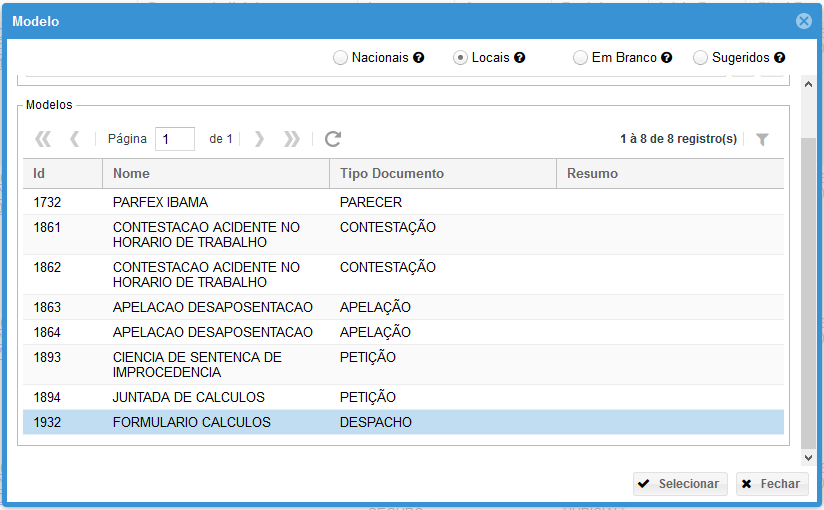 Modelo
Nacionais Locais Em Branco Sugeridos
Modelos
Página 1 de 1 1 à 8 de 8 registro(s)
Id Nome Tipo Documento Resumo
1732 PARFEX IBAMA PARECER
1861 CONTESTACAO ACIDENTE NO CONTESTAÇÃO
HORARIO DE TRABALHO
1862 CONTESTACAO ACIDENTE NO CONTESTAÇÃO
HORARIO DE TRABALHO
1863 APELACAO DESAPOSENTACAO APELAÇÃO
1864 APELACAO DESAPOSENTACAO APELAÇÃO
1893 CIENCIA DE SENTENCA DE PETIÇÃO
IMPROCEDENCIA
1894 JUNTADA DE CALCULOS PETIÇÃO
1932 FORMULARIO CALCULOS DESPACHO
Selecionar Fechar